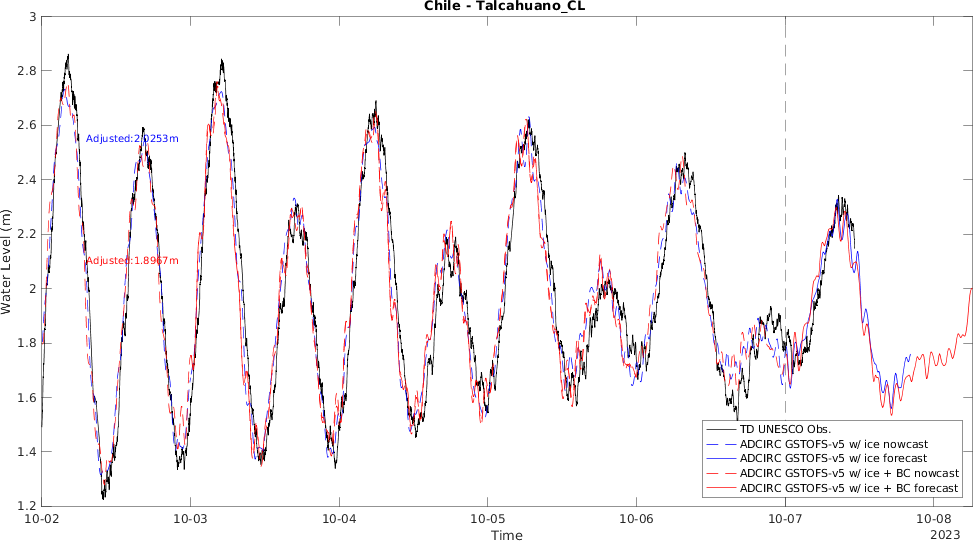 Chile - Talcahuano_CL
3
2.8
2.6
2.4
2.2
2
1.8
1.6
1.4
1.2
Water Level (m)
Adjusted:2.0253m
Adjusted:1.8967m
TD UNESCO Obs.
ADCIRC GSTOFS-v5 w/ ice nowcast
ADCIRC GSTOFS-v5 w/ ice forecast
ADCIRC GSTOFS-v5 w/ ice + BC nowcast
ADCIRC GSTOFS-v5 w/ ice + BC forecast
10-02 10-03 10-04 10-05 10-06 10-07 10-08
Time
2023